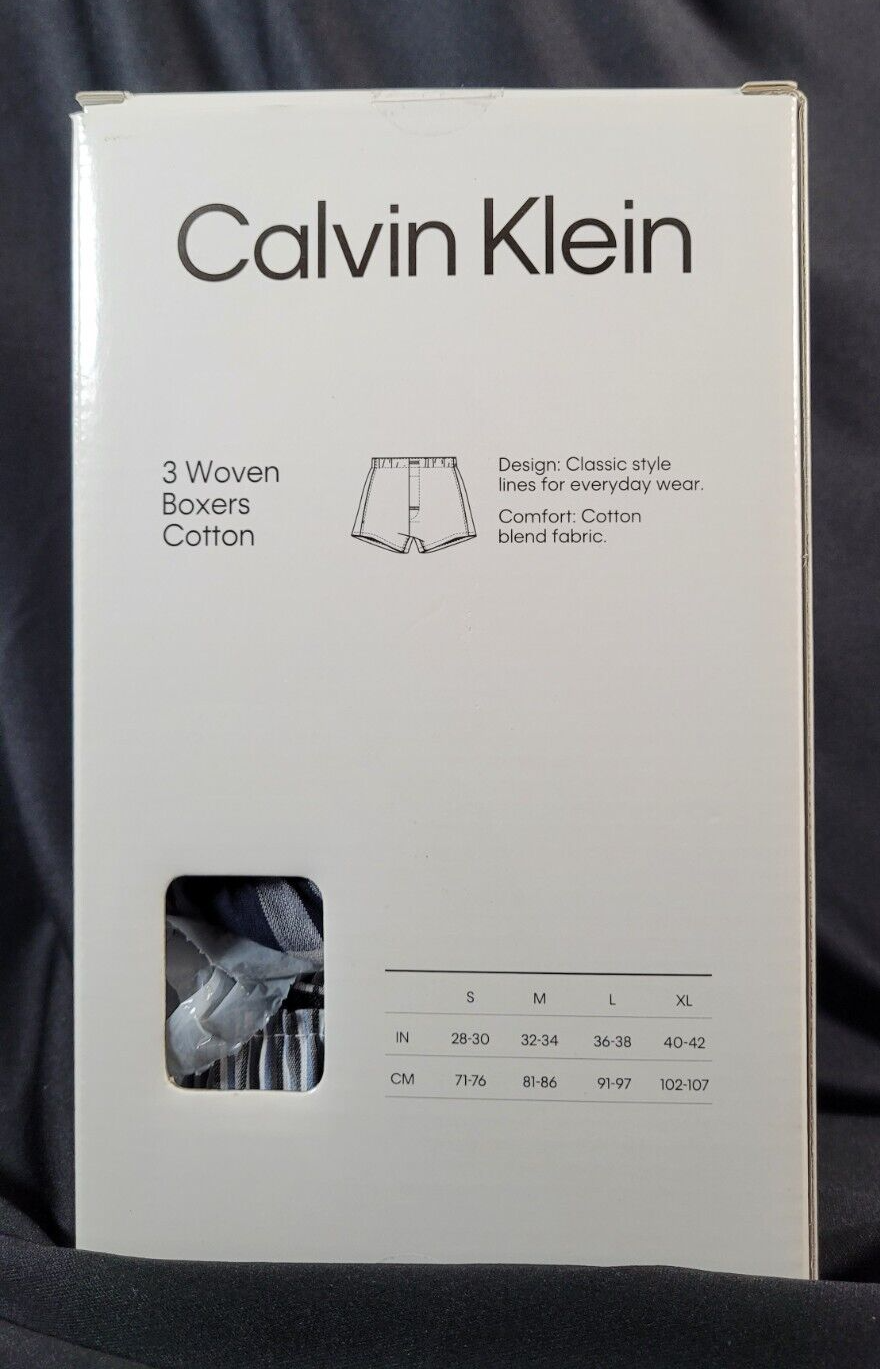 Calvin Klein
3 Woven
Boxers
Cotton
Design: Classic style
lines for everyday wear.
Comfort: Cotton
blend fabric.
S M L XL
IN 28-30 32-34 36-38 40-42
CM 71-76 81-86 91-97 102-107